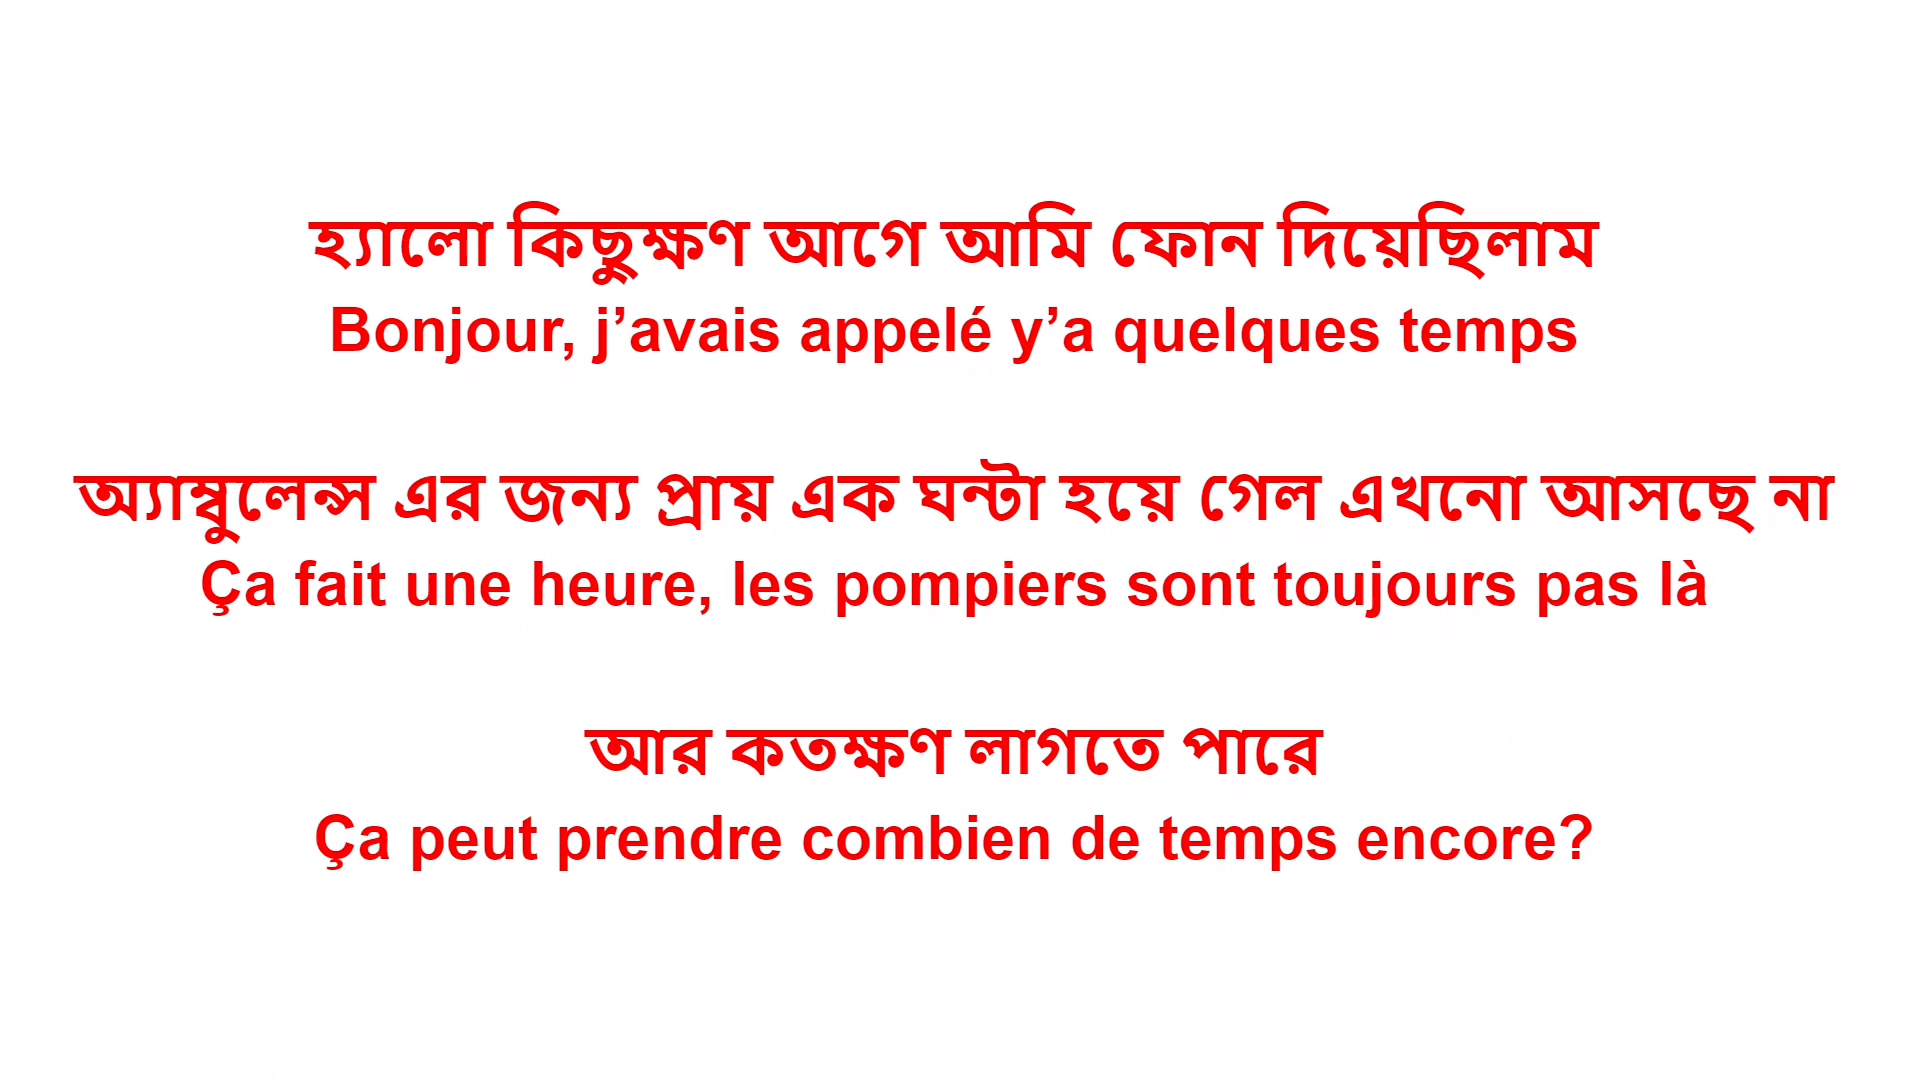 হ্যালো কিছুক্ষণ আগে আমি ফোন দিয়েছিলাম
Bonjour, j’avais appelé y’a quelques temps
অ্যাম্বুলেন্স এর জন্য প্রায় এক ঘন্টা হয়ে গেল এখনো আসছে না
Ça fait une heure, les pompiers sont toujours pas là
আর কতক্ষণ লাগতে পারে
Ça peut prendre combien de temps encore?